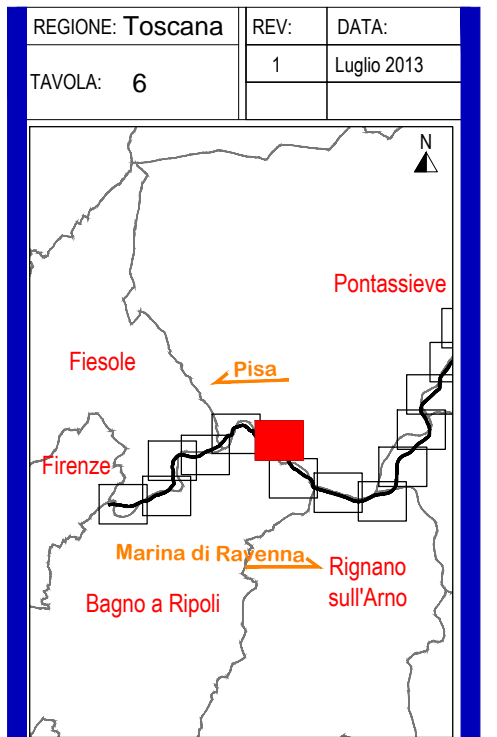 REGIONE: Toscana
REV:
DATA:
TAVOLA: 6
1
Luglio 2013
N
Pontassieve
Fiesole
Pisa
Firenze
Marina di Ravenna
Rignano
sull'Arno
Bagno a Ripoli